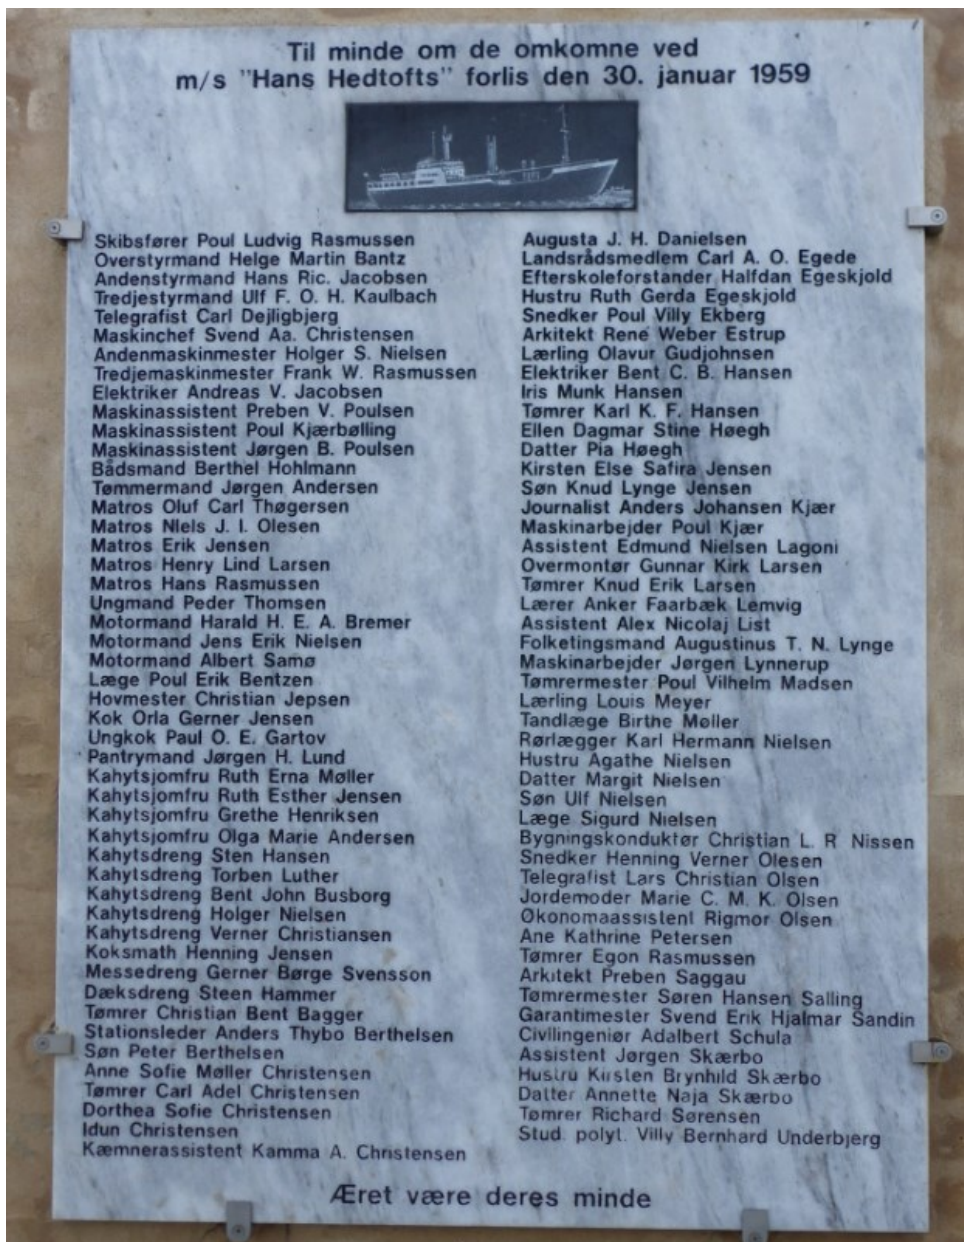 Til minde om de omkomne ved
m/s "Hans Hedtofts" forlis den 30. januar 1959
Skibsfører Poul Ludvig Rasmussen
Overstyrmand Helge Martin Bantz
Andenstyrmand Hans Ric. Jacobsen
Tredjestyrmand Ulf F. O. H. Kaulbach
Telegrafist Carl Dejligbjerg
Maskinchef Svend Aa. Christensen
Andenmaskinmester Holger S. Nielsen
Tredjemaskinmester Frank W. Rasmussen
Elektriker Andreas V. Jacobsen
Maskinassistent Preben V. Poulsen
Maskinassistent Poul Kjærbølling
Maskinassistent Jørgen B. Poulsen
Bådsmand Berthel Hohlmann
Tømmermand Jørgen Andersen
Matros Oluf Carl Thøgersen
Matros Niels J. I. Olesen
Matros Erik Jensen
Matros Henry Lind Larsen
Matros Hans Rasmussen
Ungmand Peder Thomsen
Motormand Harald H. E. A. Bremer
Motormand Jens Erik Nielsen
Motormand Albert Samø
Læge Poul Erik Bentzen
Hovmester Christian Jepsen
Kok Orla Gerner Jensen
Ungkok Paul O. E. Gartov
Pantrymand Jørgen H. Lund
Kahytsjomfru Ruth Erna Møller
Kahytsjomfru Ruth Esther Jensen
Kahytsjomfru Grethe Henriksen
Kahytsjomfru Olga Marie Andersen
Kahytsdreng Sten Hansen
Kahytsdreng Torben Luther
Kahytsdreng Bent John Busborg
Kahytsdreng Holger Nielsen
Kahytsdreng Verner Christiansen
Koksmath Henning Jensen
Messedreng Gerner Børge Svensson
Dæksdreng Steen Hammer
Tømrer Christian Bent Bagger
Stationsleder Anders Thybo Berthelsen
Søn Peter Berthelsen
Anne Sofie Møller Christensen
Tømrer Carl Adel Christensen
Dorthea Sofie Christensen
Idun Christensen
Kæmnerassistent Kamma A. Christensen
Augusta J. H. Danielsen
Landsrådsmedlem Carl A. O. Egede
Efterskoleforstander Halfdan Egeskjold
Hustru Ruth Gerda Egeskjold
Snedker Poul Villy Ekberg
Arkitekt René Weber Estrup
Lærling Olavur Gudjohnsen
Elektriker Bent C. B. Hansen
Iris Munk Hansen
Tømrer Karl K. F. Hansen
Ellen Dagmar Stine Høegh
Datter Pia Høegh
Kirsten Else Safira Jensen
Søn Knud Lynge Jensen
Journalist Anders Johansen Kjær
Maskinarbejder Poul Kjær
Assistent Edmund Nielsen Lagoni
Overmontør Gunnar Kirk Larsen
Tømrer Knud Erik Larsen
Lærer Anker Faarbæk Lemvig
Assistent Alex Nicolaj List
Folketingsmand Augustinus T. N. Lynge
Maskinarbejder Jørgen Lynnerup
Tømrermester Poul Vilhelm Madsen
Lærling Louis Meyer
Tandlæge Birthe Møller
Rørlægger Karl Hermann Nielsen
Hustru Agathe Nielsen
Datter Margit Nielsen
Søn Ulf Nielsen
Læge Sigurd Nielsen
Bygningskonduktør Christian L. R Nissen
Snedker Henning Verner Olesen
Telegrafist Lars Christian Olsen
Jordemoder Marie C. M. K. Olsen
Økonomaassistent Rigmor Olsen
Ane Kathrine Petersen
Tømrer Egon Rasmussen
Arkitekt Preben Saggau
Tømrermester Søren Hansen Salling
Garantimester Svend Erik Hjalmar Sandin
Civilingeniør Adalbert Schula
Assistent Jørgen Skærbo
Hustru Kirsten Brynhild Skærbo
Datter Annette Naja Skærbo
Tømrer Richard Sørensen
Stud. polyt. Villy Bernhard Underbjerg
Æret være deres minde